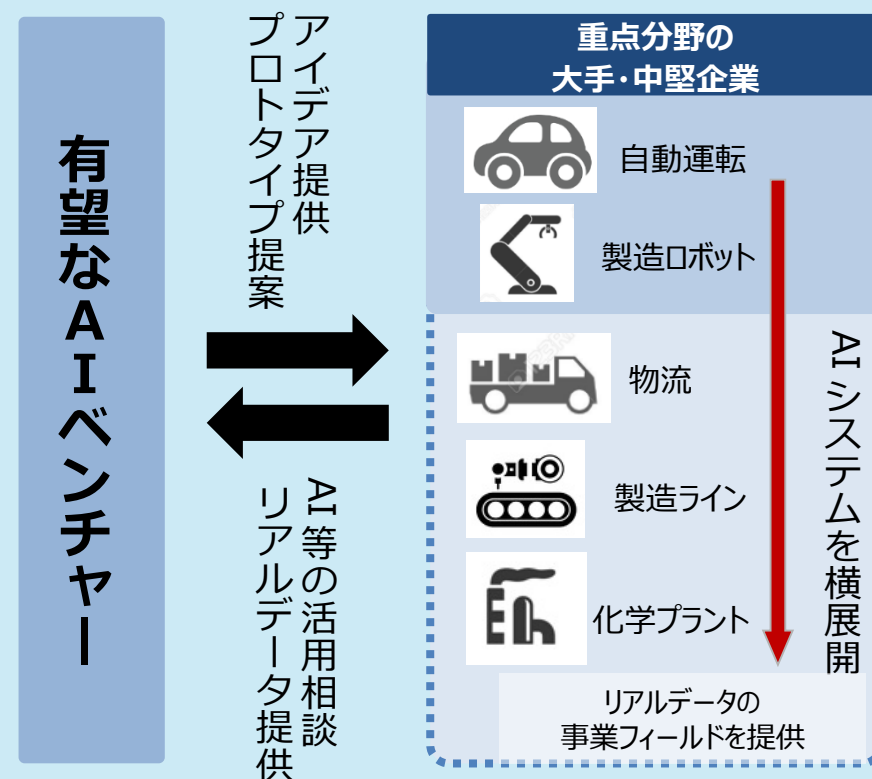 有望なAIベンチャー
アイデア提供
プロトタイプ提案
AI等の活用相談
リアルデータ提供
重点分野の
大手・中堅企業
自動運転
製造ロボット
物流
製造ライン
化学プラント
リアルデータの
事業フィールドを提供
AIシステムを横展開